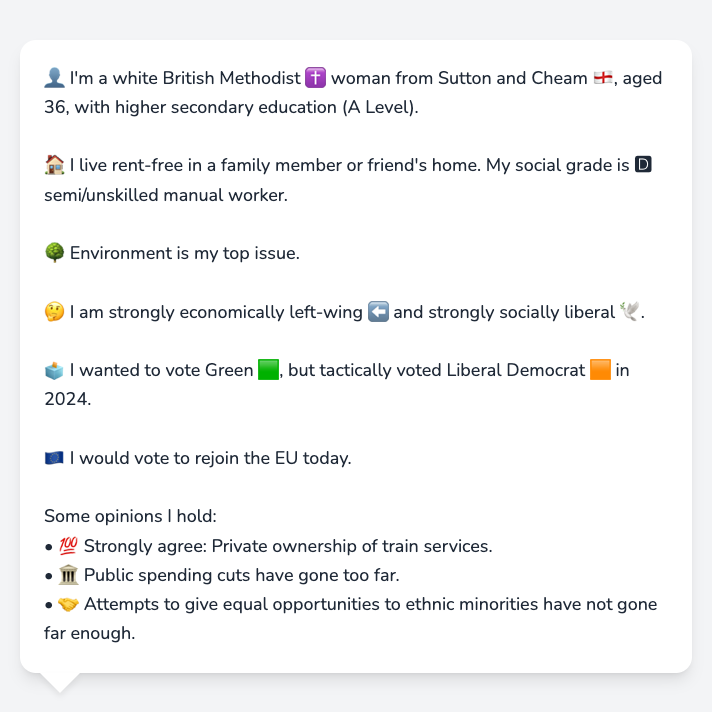 👤 I'm a white British Methodist ✝️ woman from Sutton and Cheam 🏴󠁧󠁢󠁥󠁮󠁧󠁿, aged
36, with higher secondary education (A Level).
🏠 I live rent-free in a family member or friend's home. My social grade is 🅳
semi/unskilled manual worker.
🌳 Environment is my top issue.
🤔 I am strongly economically left-wing ⬅️ and strongly socially liberal 🕊️.
🗳️ I wanted to vote Green 🟩, but tactically voted Liberal Democrat 🟧 in
2024.
🇪🇺 I would vote to rejoin the EU today.
Some opinions I hold:
• 💯 Strongly agree: Private ownership of train services.
• 🏛️ Public spending cuts have gone too far.
• 🤝 Attempts to give equal opportunities to ethnic minorities have not gone
far enough.